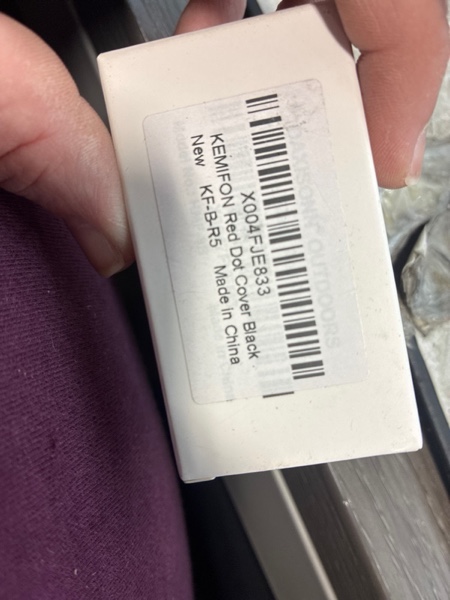 X004FJE833
KEMIFON Red Dot Cover Black
New KF-B-R5 Made in China